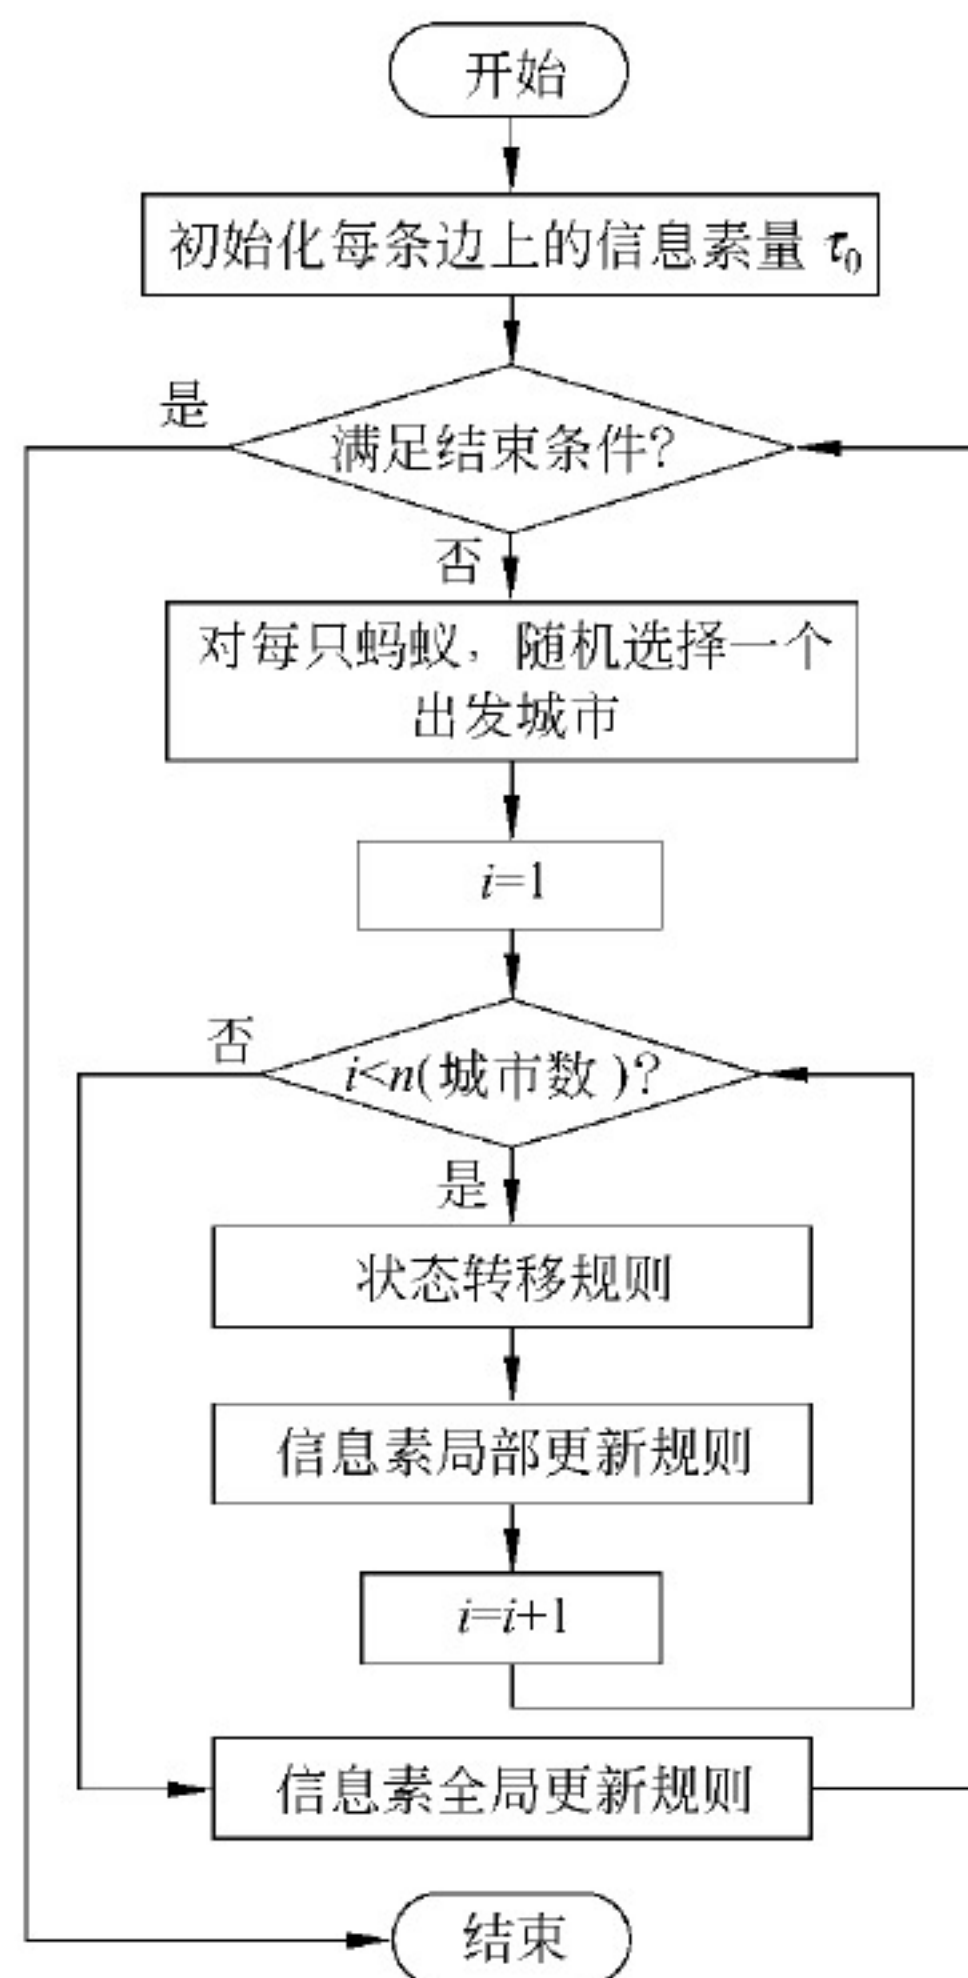 开始
初始化每条边上的信息素量 τ₀
是
满足结束条件?
否
对每只蚂蚁，随机选择一个
出发城市
i=1
否
i<n(城市数)?
是
状态转移规则
信息素局部更新规则
i=i+1
信息素全局更新规则
结束